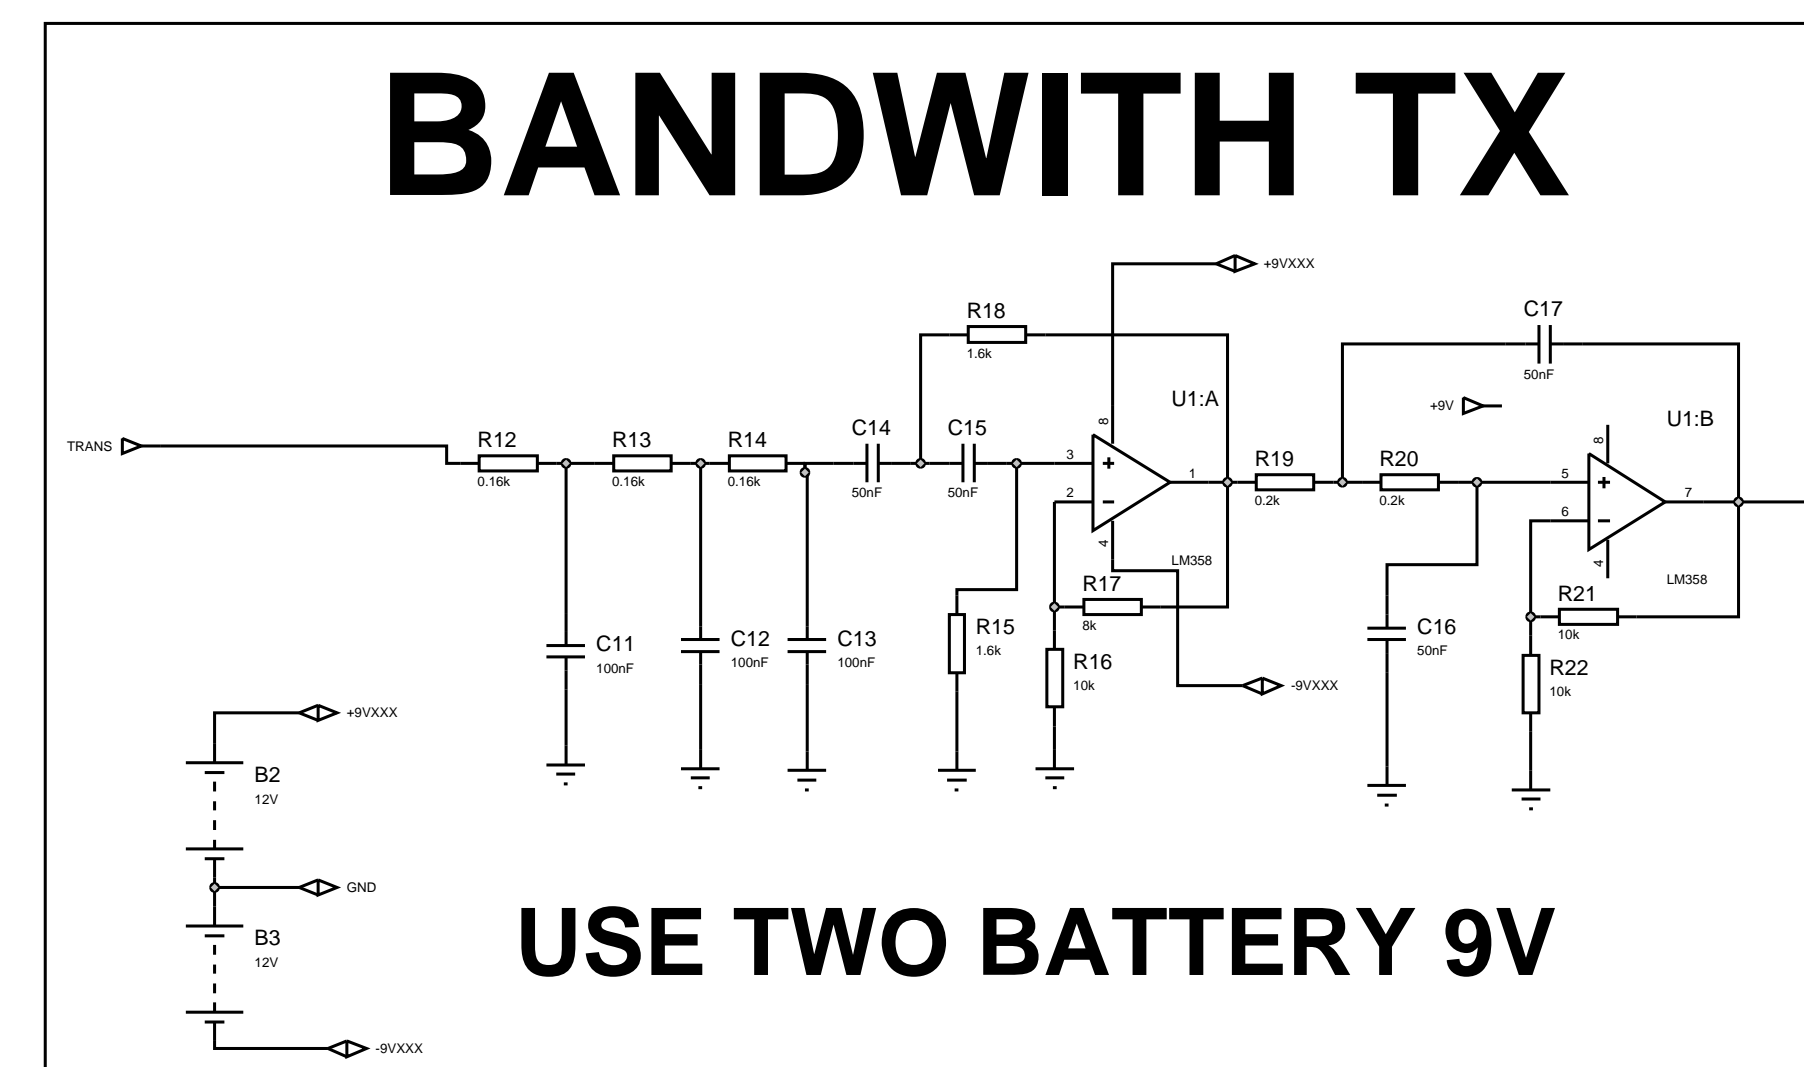 BANDWITH TX
+9VXXX
R18
1.6k
C17
50nF
U1:A
+9V
U1:B
TRANS
R12
0.16k
R13
0.16k
R14
0.16k
C14
50nF
C15
50nF
8
3
2
1
4
LM358
R19
0.2k
R20
0.2k
8
5
6
7
4
LM358
R17
8k
R21
10k
C11
100nF
C12
100nF
C13
100nF
R15
1.6k
R16
10k
C16
50nF
R22
10k
-9VXXX
+9VXXX
B2
12V
GND
B3
12V
-9VXXX
USE TWO BATTERY 9V